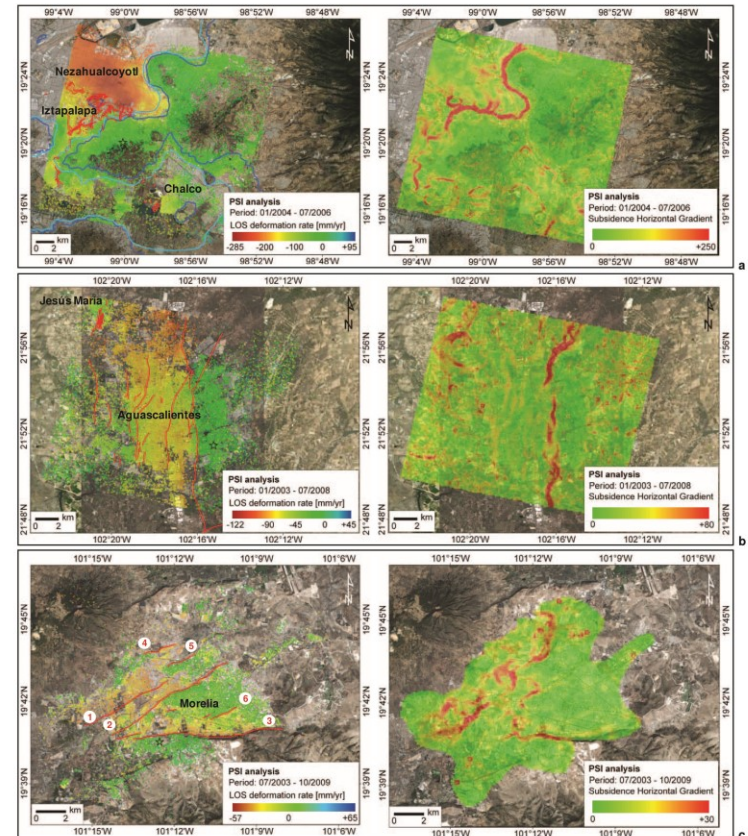 99°4'W 99°0'W 98°56'W 98°52'W 98°48'W
99°4'W 99°0'W 98°56'W 98°52'W 98°48'W
Nezahualcoyotl
Iztapalapa
Chalco
N
19°24'N
19°20'N
19°16'N
PSI analysis
Period: 01/2004 - 07/2006
LOS deformation rate [mm/yr]
-285 -200 -100 0 +95
km
0 2
N
19°24'N
19°20'N
19°16'N
PSI analysis
Period: 01/2004 - 07/2006
Subsidence Horizontal Gradient
0 +250
km
0 2
99°4'W 99°0'W 98°56'W 98°52'W 98°48'W
99°4'W 99°0'W 98°56'W 98°52'W 98°48'W
a
102°20'W 102°16'W 102°12'W
102°20'W 102°16'W 102°12'W
Jesús María
Aguascalientes
N
21°56'N
21°52'N
21°48'N
PSI analysis
Period: 01/2003 - 07/2008
LOS deformation rate [mm/yr]
-122 -90 -45 0 +45
km
0 2
N
21°56'N
21°52'N
21°48'N
PSI analysis
Period: 01/2003 - 07/2008
Subsidence Horizontal Gradient
0 +80
km
0 2
102°20'W 102°16'W 102°12'W
102°20'W 102°16'W 102°12'W
b
101°15'W 101°12'W 101°9'W 101°6'W
101°15'W 101°12'W 101°9'W 101°6'W
4
5
Morelia
6
1
2
3
N
19°45'N
19°42'N
19°39'N
PSI analysis
Period: 07/2003 - 10/2009
LOS deformation rate [mm/yr]
-57 0 +65
km
0 2
N
19°45'N
19°42'N
19°39'N
PSI analysis
Period: 07/2003 - 10/2009
Subsidence Horizontal Gradient
0 +30
km
0 2
101°15'W 101°12'W 101°9'W 101°6'W
101°15'W 101°12'W 101°9'W 101°6'W
c